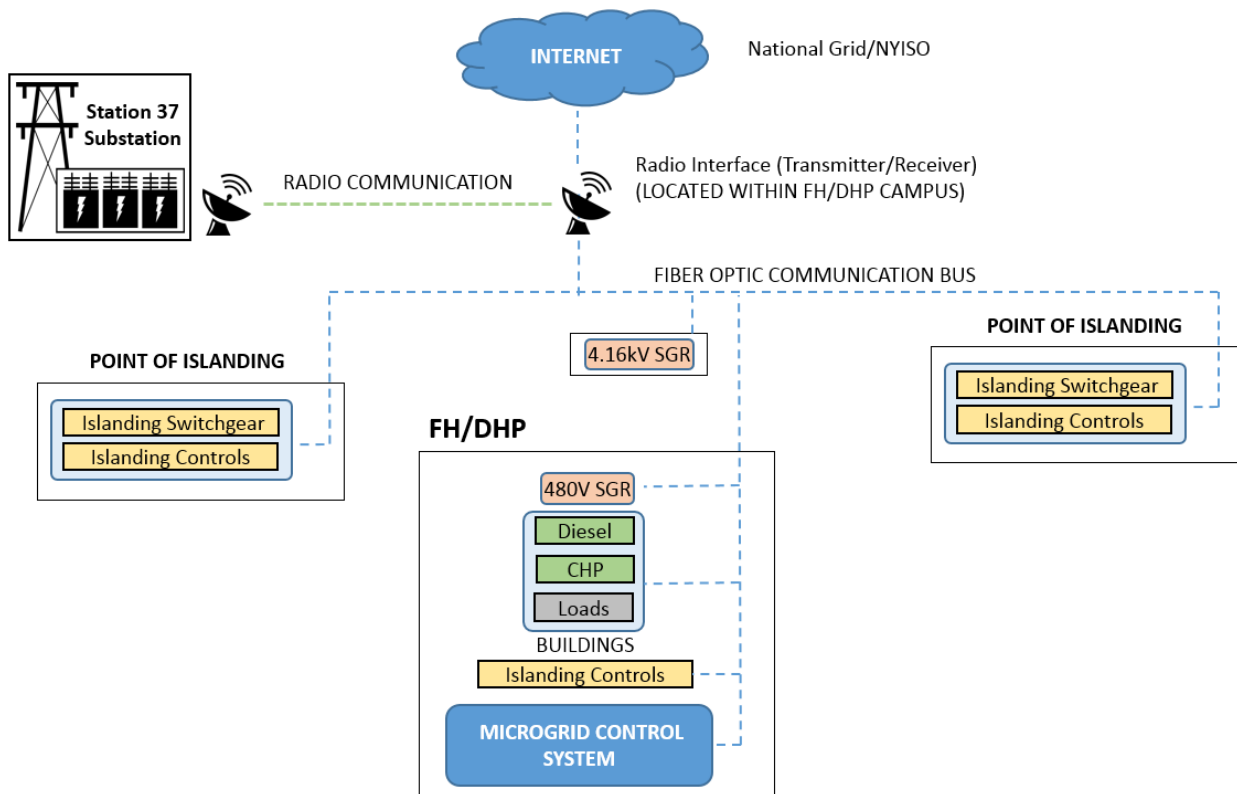 INTERNET
National Grid/NYISO
Station 37
Substation
RADIO COMMUNICATION
Radio Interface (Transmitter/Receiver)
(LOCATED WITHIN FH/DHP CAMPUS)
FIBER OPTIC COMMUNICATION BUS
POINT OF ISLANDING
Islanding Switchgear
Islanding Controls
4.16kV SGR
POINT OF ISLANDING
Islanding Switchgear
Islanding Controls
FH/DHP
480V SGR
Diesel
CHP
Loads
BUILDINGS
Islanding Controls
MICROGRID CONTROL
SYSTEM